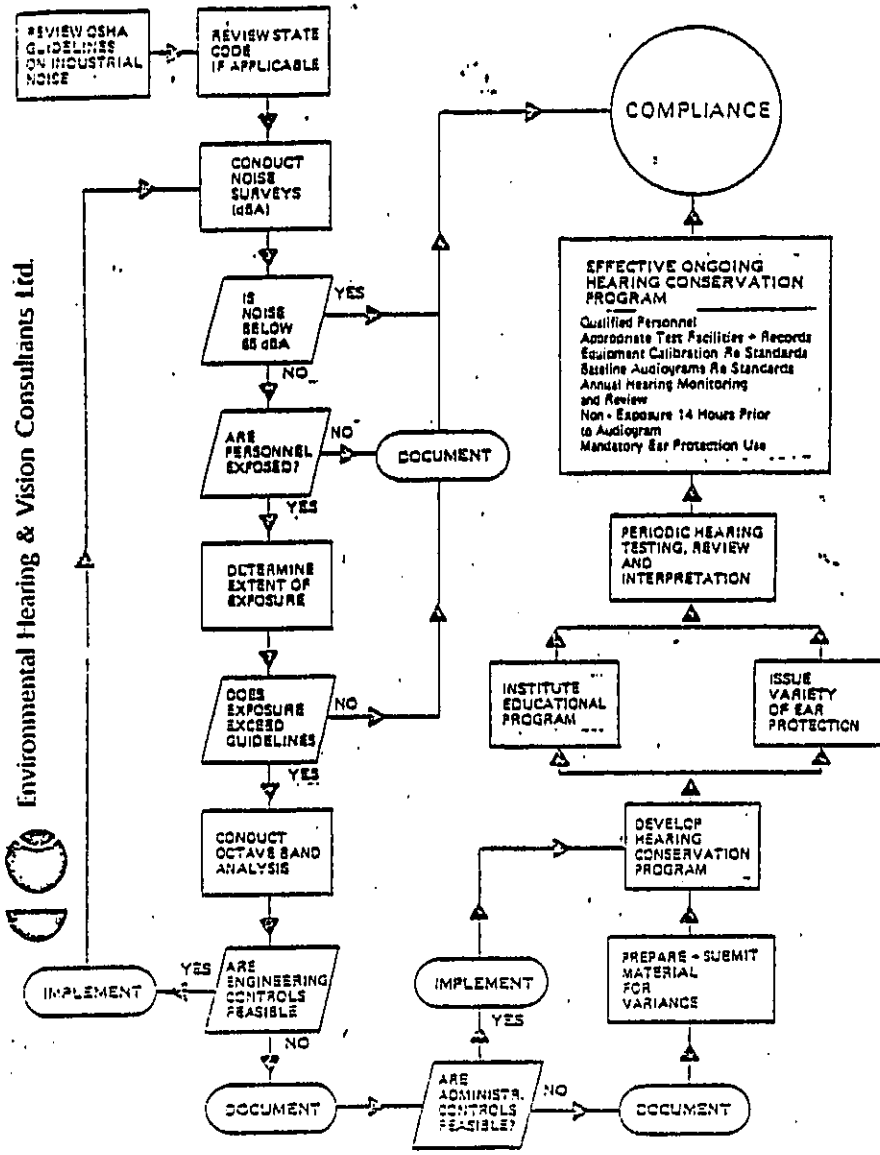 REVIEW OSHA
GUIDELINES
ON INDUSTRIAL
NOISE
REVIEW STATE
CODE
IF APPLICABLE
COMPLIANCE
CONDUCT
NOISE
SURVEYS
(dBA)
IS
NOISE
BELOW
dBA
YES
NO
ARE
PERSONNEL
EXPOSED?
NO
DOCUMENT
YES
DETERMINE
EXTENT OF
EXPOSURE
DOES
EXPOSURE
EXCEED
GUIDELINES
NO
YES
CONDUCT
OCTAVE BAND
ANALYSIS
ARE
ENGINEERING
CONTROLS
FEASIBLE
YES
IMPLEMENT
NO
DOCUMENT
ARE
ADMINISTR.
CONTROLS
FEASIBLE?
YES
IMPLEMENT
NO
DOCUMENT
PREPARE + SUBMIT
MATERIAL
FOR
VARIANCE
DEVELOP
HEARING
CONSERVATION
PROGRAM
INSTITUTE
EDUCATIONAL
PROGRAM
ISSUE
VARIETY
OF EAR
PROTECTION
PERIODIC HEARING
TESTING, REVIEW
AND
INTERPRETATION
EFFECTIVE ONGOING
HEARING CONSERVATION
PROGRAM
Qualified Personnel
Appropriate Test Facilities + Records
Equipment Calibration Re Standards
Baseline Audiograms Re Standards
Annual Hearing Monitoring
and Review
Non - Exposure 14 Hours Prior
to Audiogram
Mandatory Ear Protection Use
Environmental Hearing & Vision Consultants Ltd.